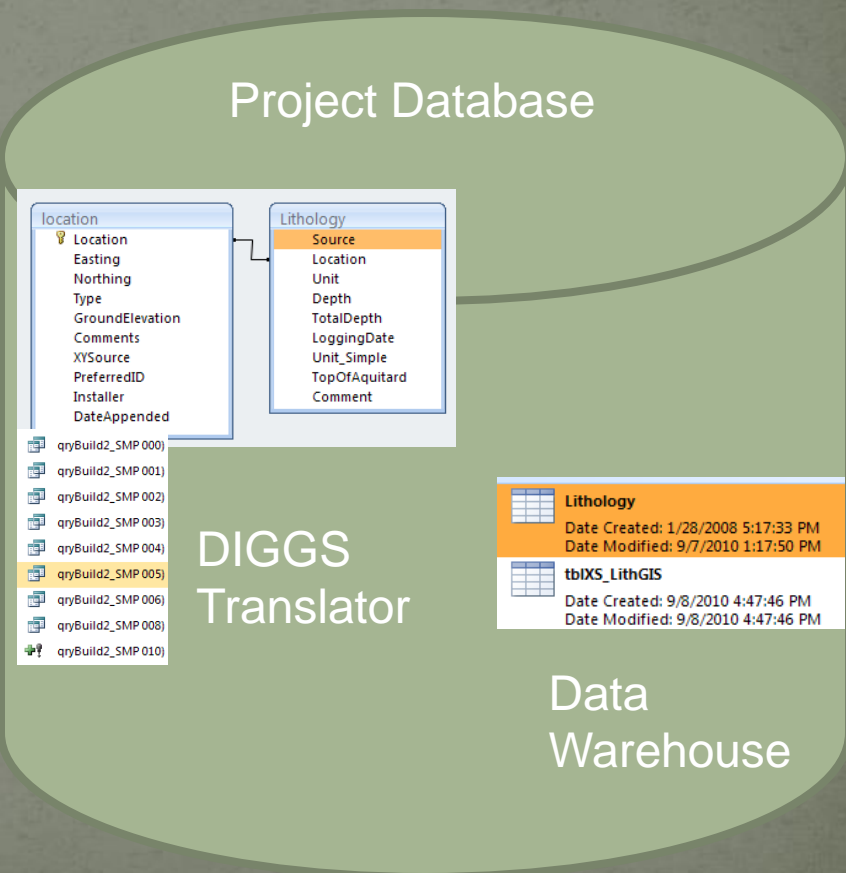 Project Database
location
Location
Easting
Northing
Type
GroundElevation
Comments
XYSource
PreferredID
Installer
DateAppended
Lithology
Source
Location
Unit
Depth
TotalDepth
LoggingDate
Unit_Simple
TopOfAquitard
Comment
qryBuild2_SMP 000)
qryBuild2_SMP 001)
qryBuild2_SMP 002)
qryBuild2_SMP 003)
qryBuild2_SMP 004)
qryBuild2_SMP 005)
qryBuild2_SMP 006)
qryBuild2_SMP 008)
qryBuild2_SMP 010)
DIGGS
Translator
Lithology
Date Created: 1/28/2008 5:17:33 PM
Date Modified: 9/7/2010 1:17:50 PM
tblXS_LithGIS
Date Created: 9/8/2010 4:47:46 PM
Date Modified: 9/8/2010 4:47:46 PM
Data
Warehouse